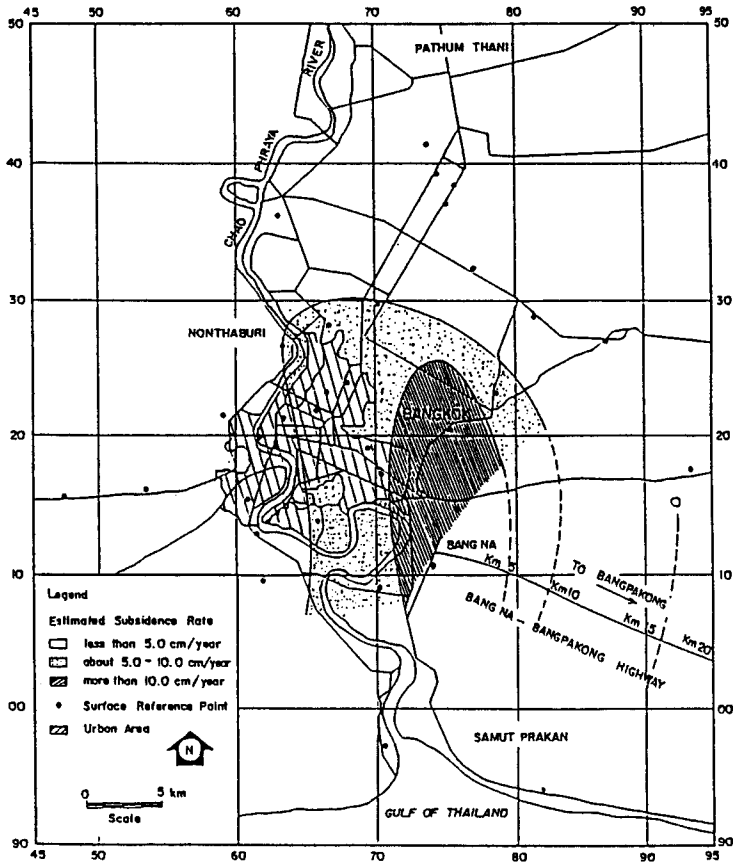 45 50 60 70 80 90 95
50 50
PATHUM THANI
RIVER
PHRAYA
CHAO
40 40
30 30
NONTHABURI
BANGKOK
20 20
BANG NA
Km 5
TO BANGPAKONG
Km 10
Km 15
Km 20
BANG NA - BANGPAKONG HIGHWAY
10 10
Legend
Estimated Subsidence Rate
less than 5.0 cm/year
about 5.0 - 10.0 cm/year
more than 10.0 cm/year
Surface Reference Point
Urban Area
N
0 5 km
Scale
00 00
SAMUT PRAKAN
GULF OF THAILAND
90 90
45 50 60 70 80 90 95